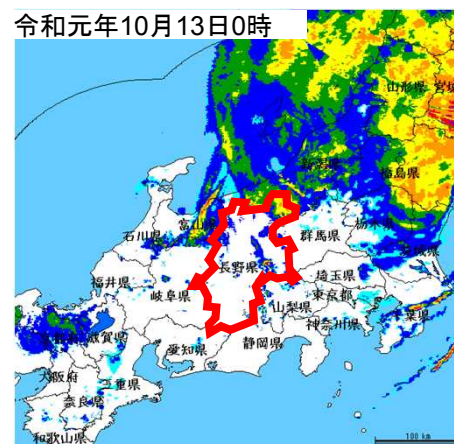 令和元年10月13日0時
山形県 宮城
新潟県
福島県
富山県
石川県
群馬県 栃木県
長野県
茨城県
福井県
埼玉県
岐阜県
東京都
山梨県
千葉県
神奈川県
滋賀県
愛知県
静岡県
大阪府
三重県
奈良県
和歌山県
100 km